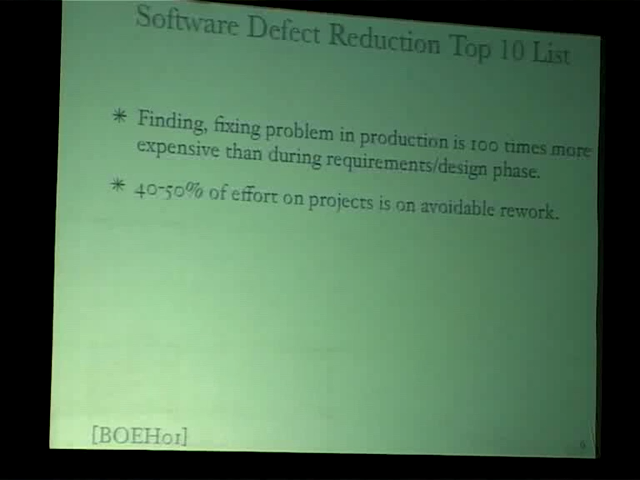 Software Defect Reduction Top 10 List
* Finding, fixing problem in production is 100 times more
expensive than during requirements/design phase.
* 40-50% of effort on projects is on avoidable rework.
[BOEH01]